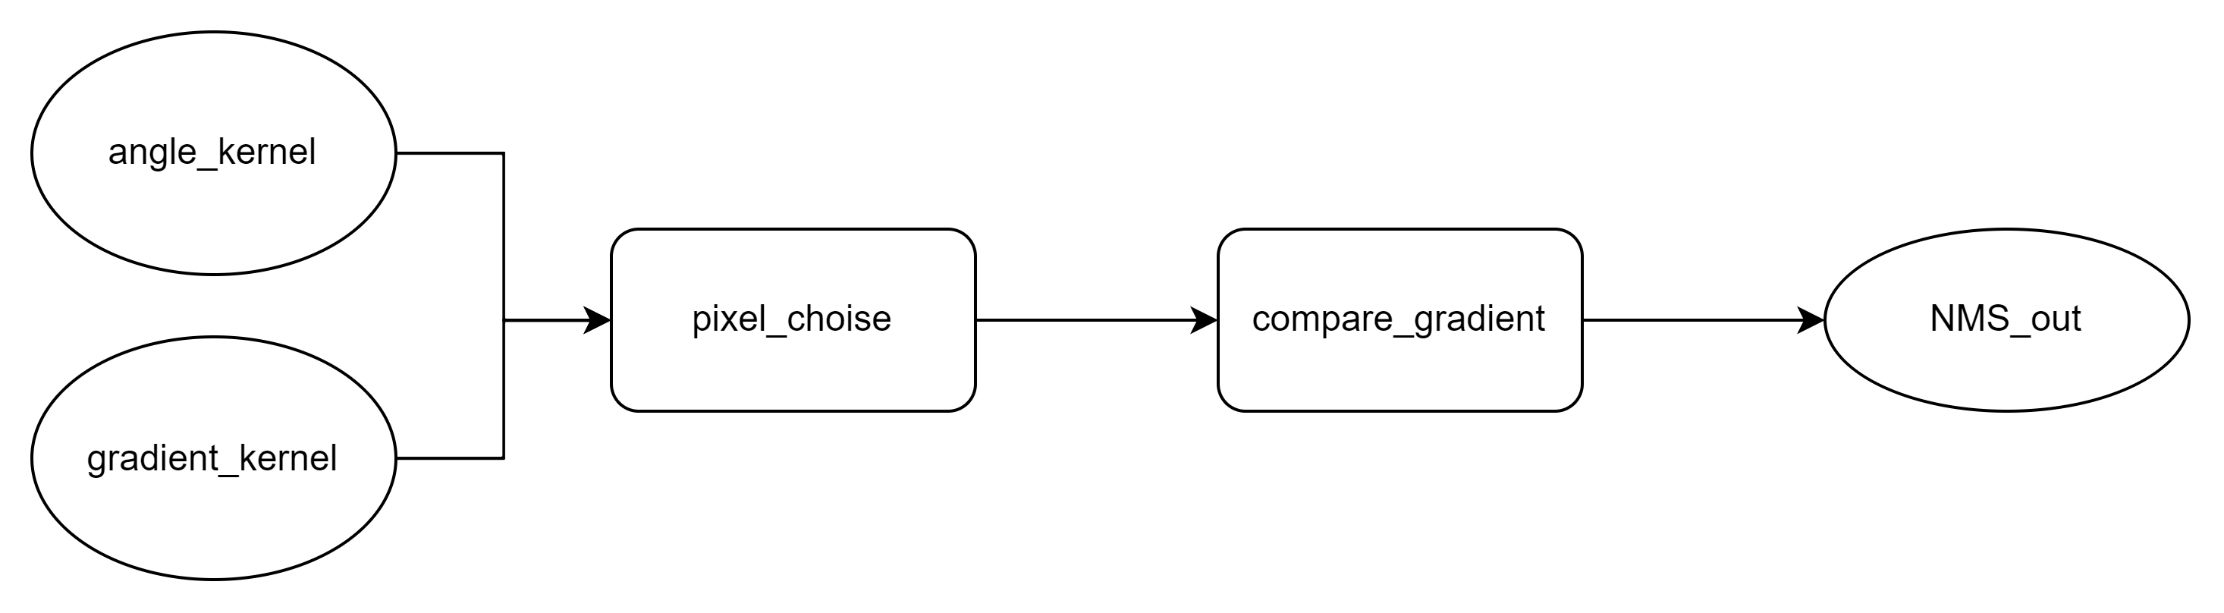 angle_kernel
gradient_kernel
pixel_choise
compare_gradient
NMS_out